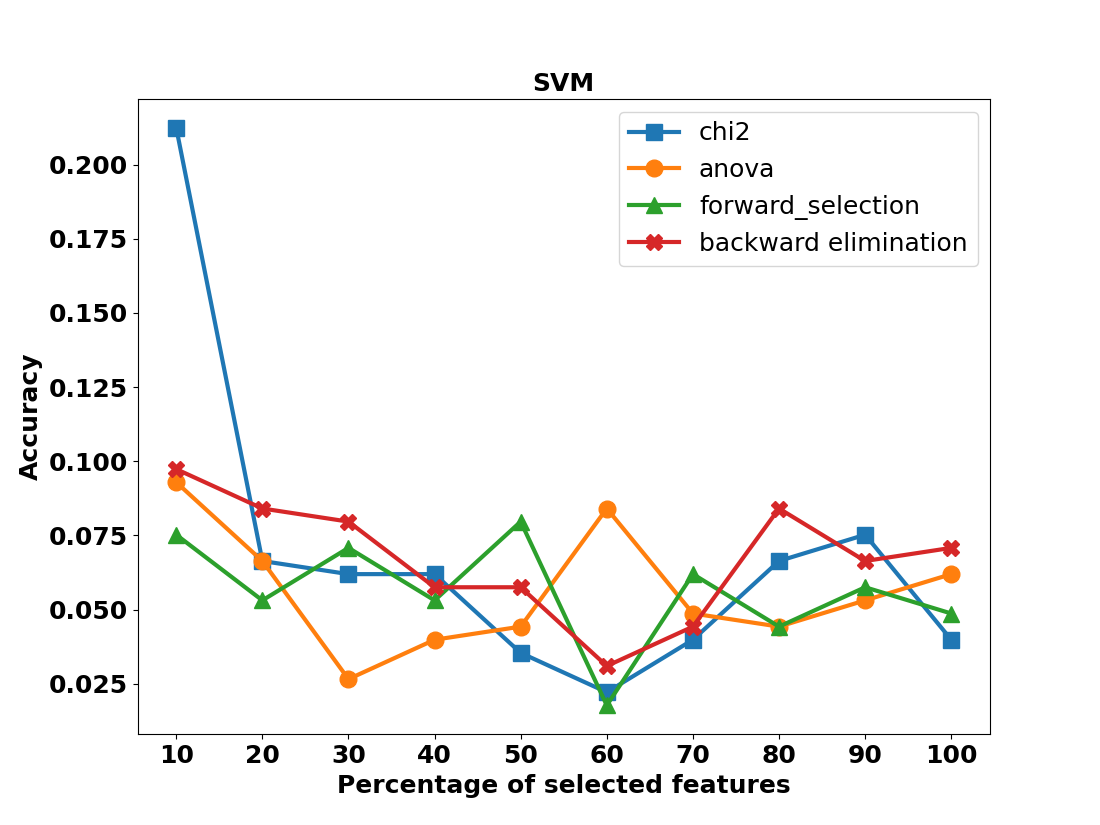 SVM
chi2
anova
forward_selection
backward elimination
Accuracy
0.200
0.175
0.150
0.125
0.100
0.075
0.050
0.025
10 20 30 40 50 60 70 80 90 100
Percentage of selected features